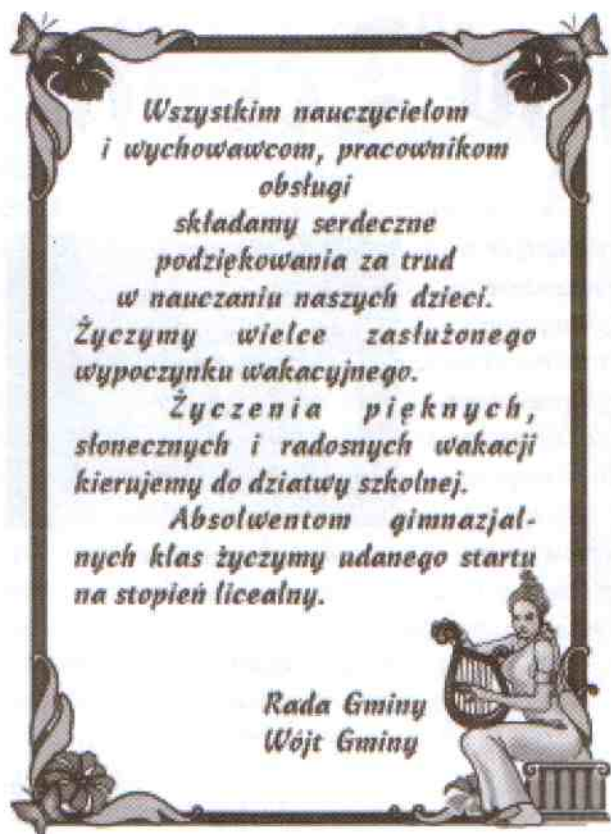 Wszystkim nauczycielom
i wychowawcom, pracownikom
obsługi
składamy serdeczne
podziękowania za trud
w nauczaniu naszych dzieci.
Życzymy wielce zasłużonego
wypoczynku wakacyjnego.
Życzenia pięknych,
słonecznych i radosnych wakacji
kierujemy do dziatwy szkolnej.
Absolwentom gimnazjal-
nych klas życzymy udanego startu
na stopień licealny.
Rada Gminy
Wójt Gminy